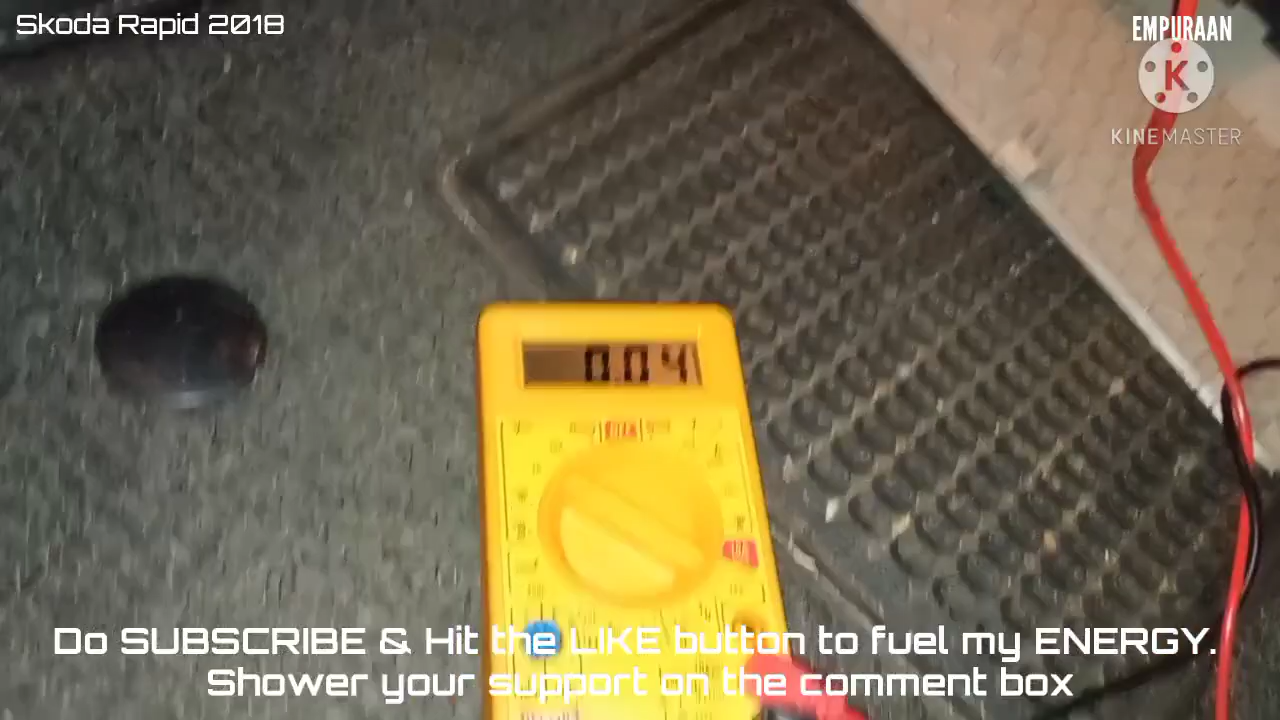 Skoda Rapid 2018
EMPURAAN
K
KINEMASTER
0.04
Do SUBSCRIBE & Hit the LIKE button to fuel my ENERGY.
Shower your support on the comment box